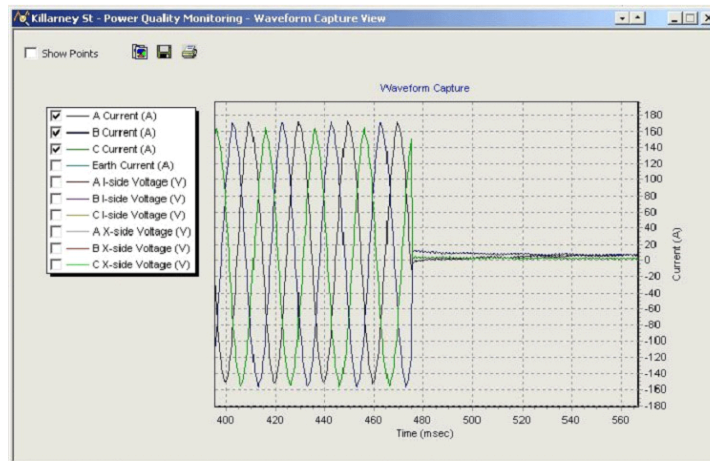 Killarney St - Power Quality Monitoring - Waveform Capture View
Show Points
Waveform Capture
A Current (A)
B Current (A)
C Current (A)
Earth Current (A)
A I-side Voltage (V)
B I-side Voltage (V)
C I-side Voltage (V)
A X-side Voltage (V)
B X-side Voltage (V)
C X-side Voltage (V)
180
160
140
120
100
80
60
40
20
0
-20
-40
-60
-80
-100
-120
-140
-160
-180
Current (A)
400 420 440 460 480 500 520 540 560
Time (msec)